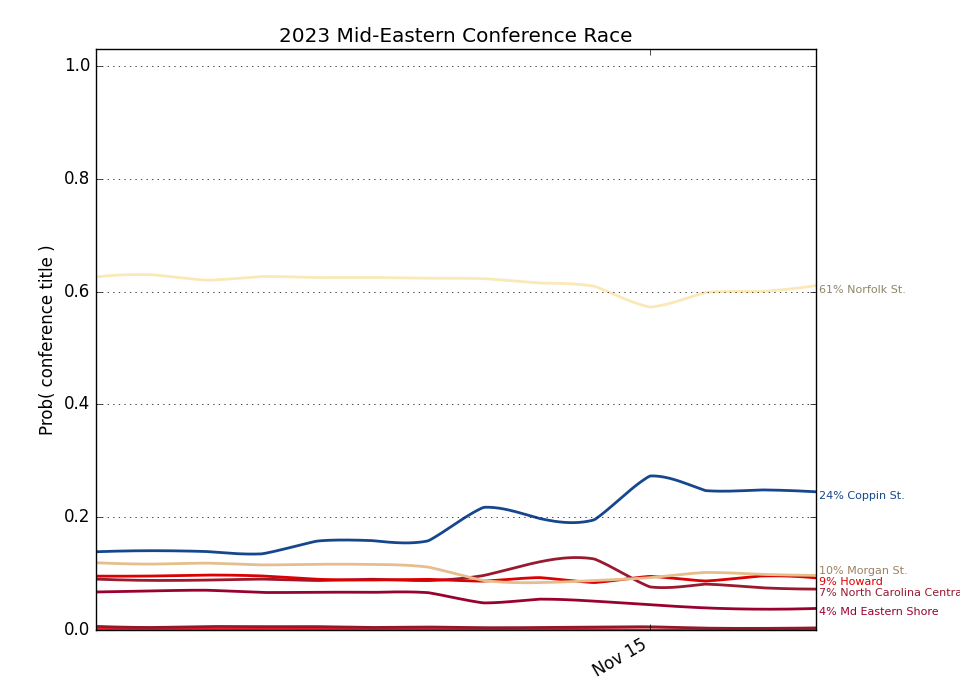 2023 Mid-Eastern Conference Race
1.0
0.8
0.6
0.4
0.2
0.0
Prob( conference title )
61% Norfolk St.
24% Coppin St.
10% Morgan St.
9% Howard
7% North Carolina Centra
4% Md Eastern Shore
Nov 15